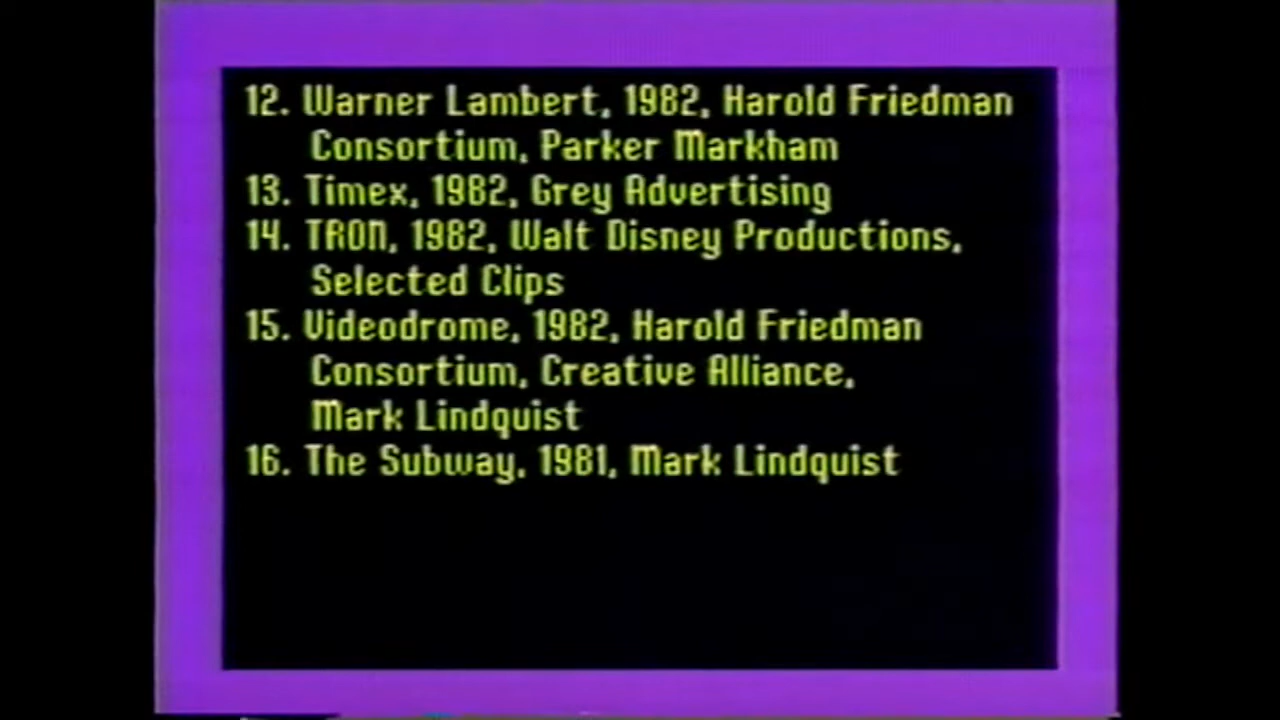 12. Warner Lambert, 1982, Harold Friedman
Consortium, Parker Markham
13. Timex, 1982, Grey Advertising
14. TRON, 1982, Walt Disney Productions,
Selected Clips
15. Videodrome, 1982, Harold Friedman
Consortium, Creative Alliance,
Mark Lindquist
16. The Subway, 1981, Mark Lindquist